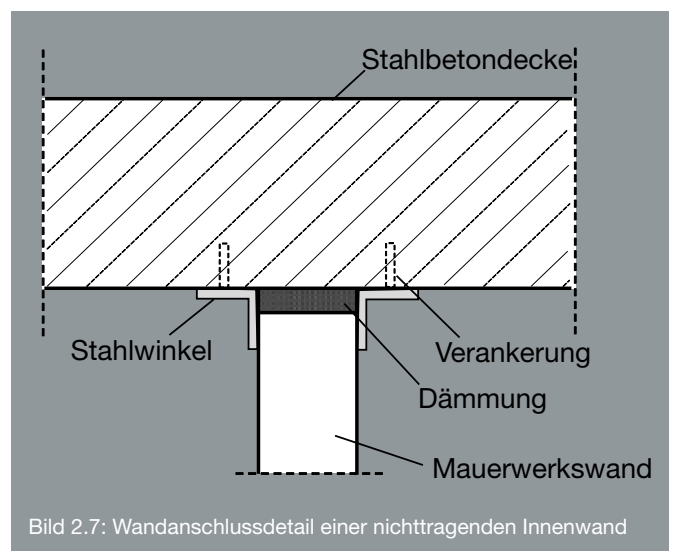 Stahlbetondecke
Stahlwinkel
Verankerung
Dämmung
Mauerwerkswand
Bild 2.7: Wandanschlussdetail einer nichttragenden Innenwand